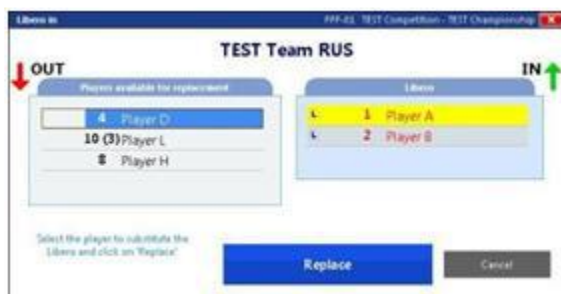 Libero in
PPP-01 TEST Competition - TEST Championship
TEST Team RUS
OUT
IN
Players available for replacement
Libero
4 Player D
10 (3) Player L
8 Player H
L 1 Player A
L 2 Player B
Select the player to substitute the
Libero and click on 'Replace'
Replace
Cancel